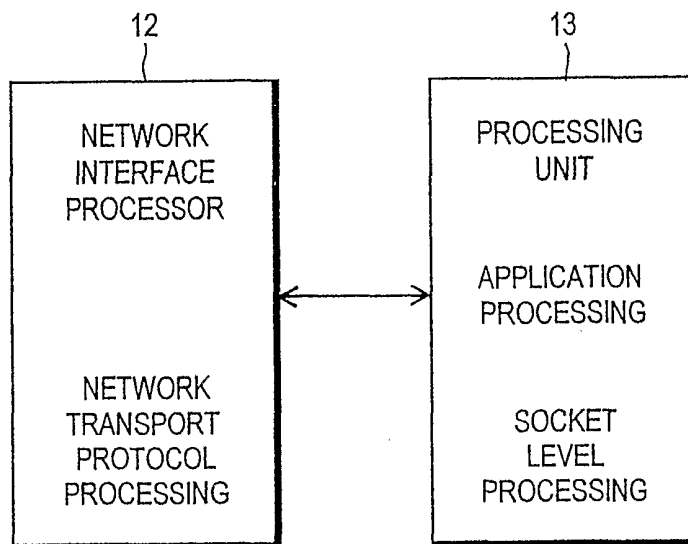 12
NETWORK
INTERFACE
PROCESSOR
NETWORK
TRANSPORT
PROTOCOL
PROCESSING
13
PROCESSING
UNIT
APPLICATION
PROCESSING
SOCKET
LEVEL
PROCESSING